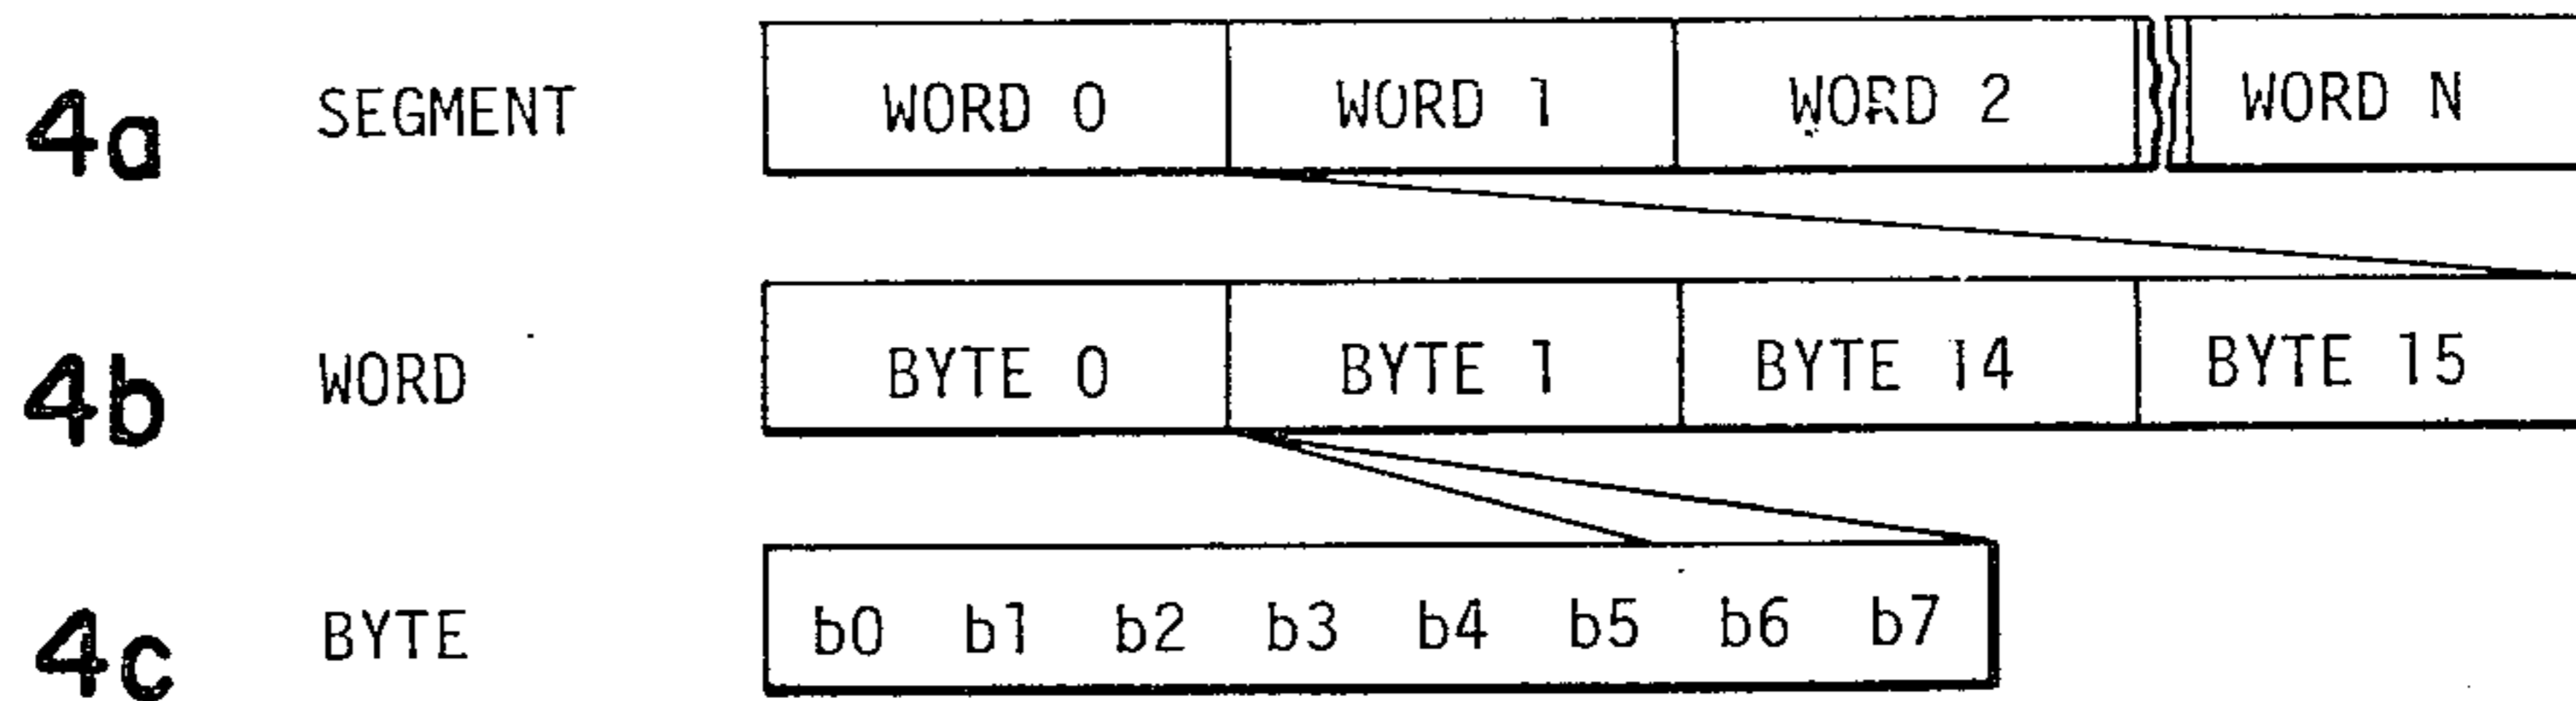 4a SEGMENT WORD 0 WORD 1 WORD 2 WORD N
4b WORD BYTE 0 BYTE 1 BYTE 14 BYTE 15
4c BYTE b0 b1 b2 b3 b4 b5 b6 b7